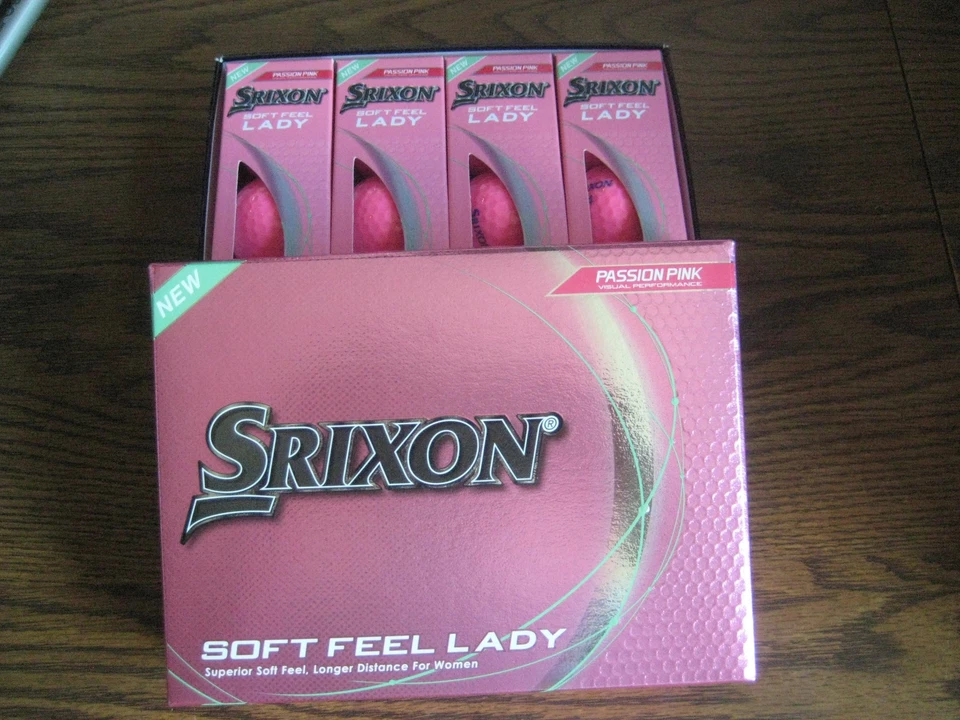 NEW
PASSION PINK
SRIXON
SOFT FEEL
LADY
NEW
PASSION PINK
SRIXON
SOFT FEEL
LADY
NEW
PASSION PINK
SRIXON
SOFT FEEL
LADY
SRIXON
NEW
PASSION PINK
SRIXON
SOFT FEEL
LADY
XON
NEW
PASSION PINK
VISUAL PERFORMANCE
SRIXON®
SOFT FEEL LADY
Superior Soft Feel, Longer Distance For Women